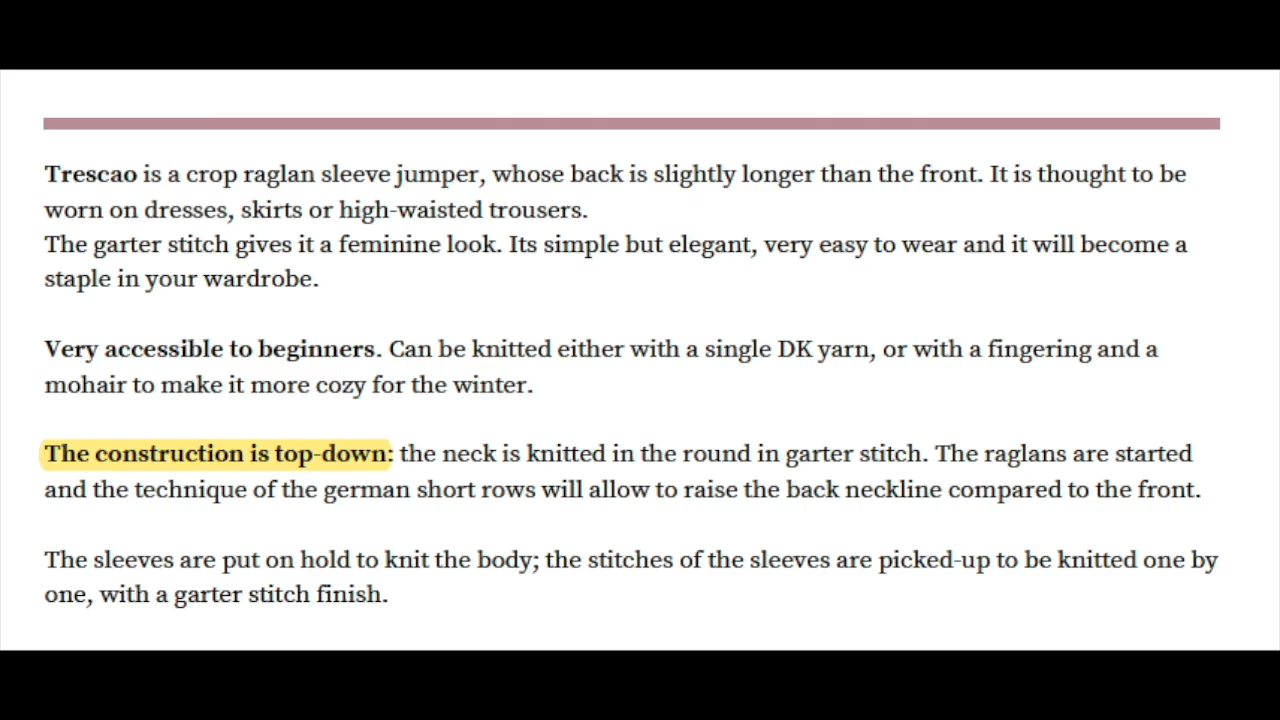 Trescao is a crop raglan sleeve jumper, whose back is slightly longer than the front. It is thought to be
worn on dresses, skirts or high-waisted trousers.
The garter stitch gives it a feminine look. Its simple but elegant, very easy to wear and it will become a
staple in your wardrobe.
Very accessible to beginners. Can be knitted either with a single DK yarn, or with a fingering and a
mohair to make it more cozy for the winter.
The construction is top-down: the neck is knitted in the round in garter stitch. The raglans are started
and the technique of the german short rows will allow to raise the back neckline compared to the front.
The sleeves are put on hold to knit the body; the stitches of the sleeves are picked-up to be knitted one by
one, with a garter stitch finish.